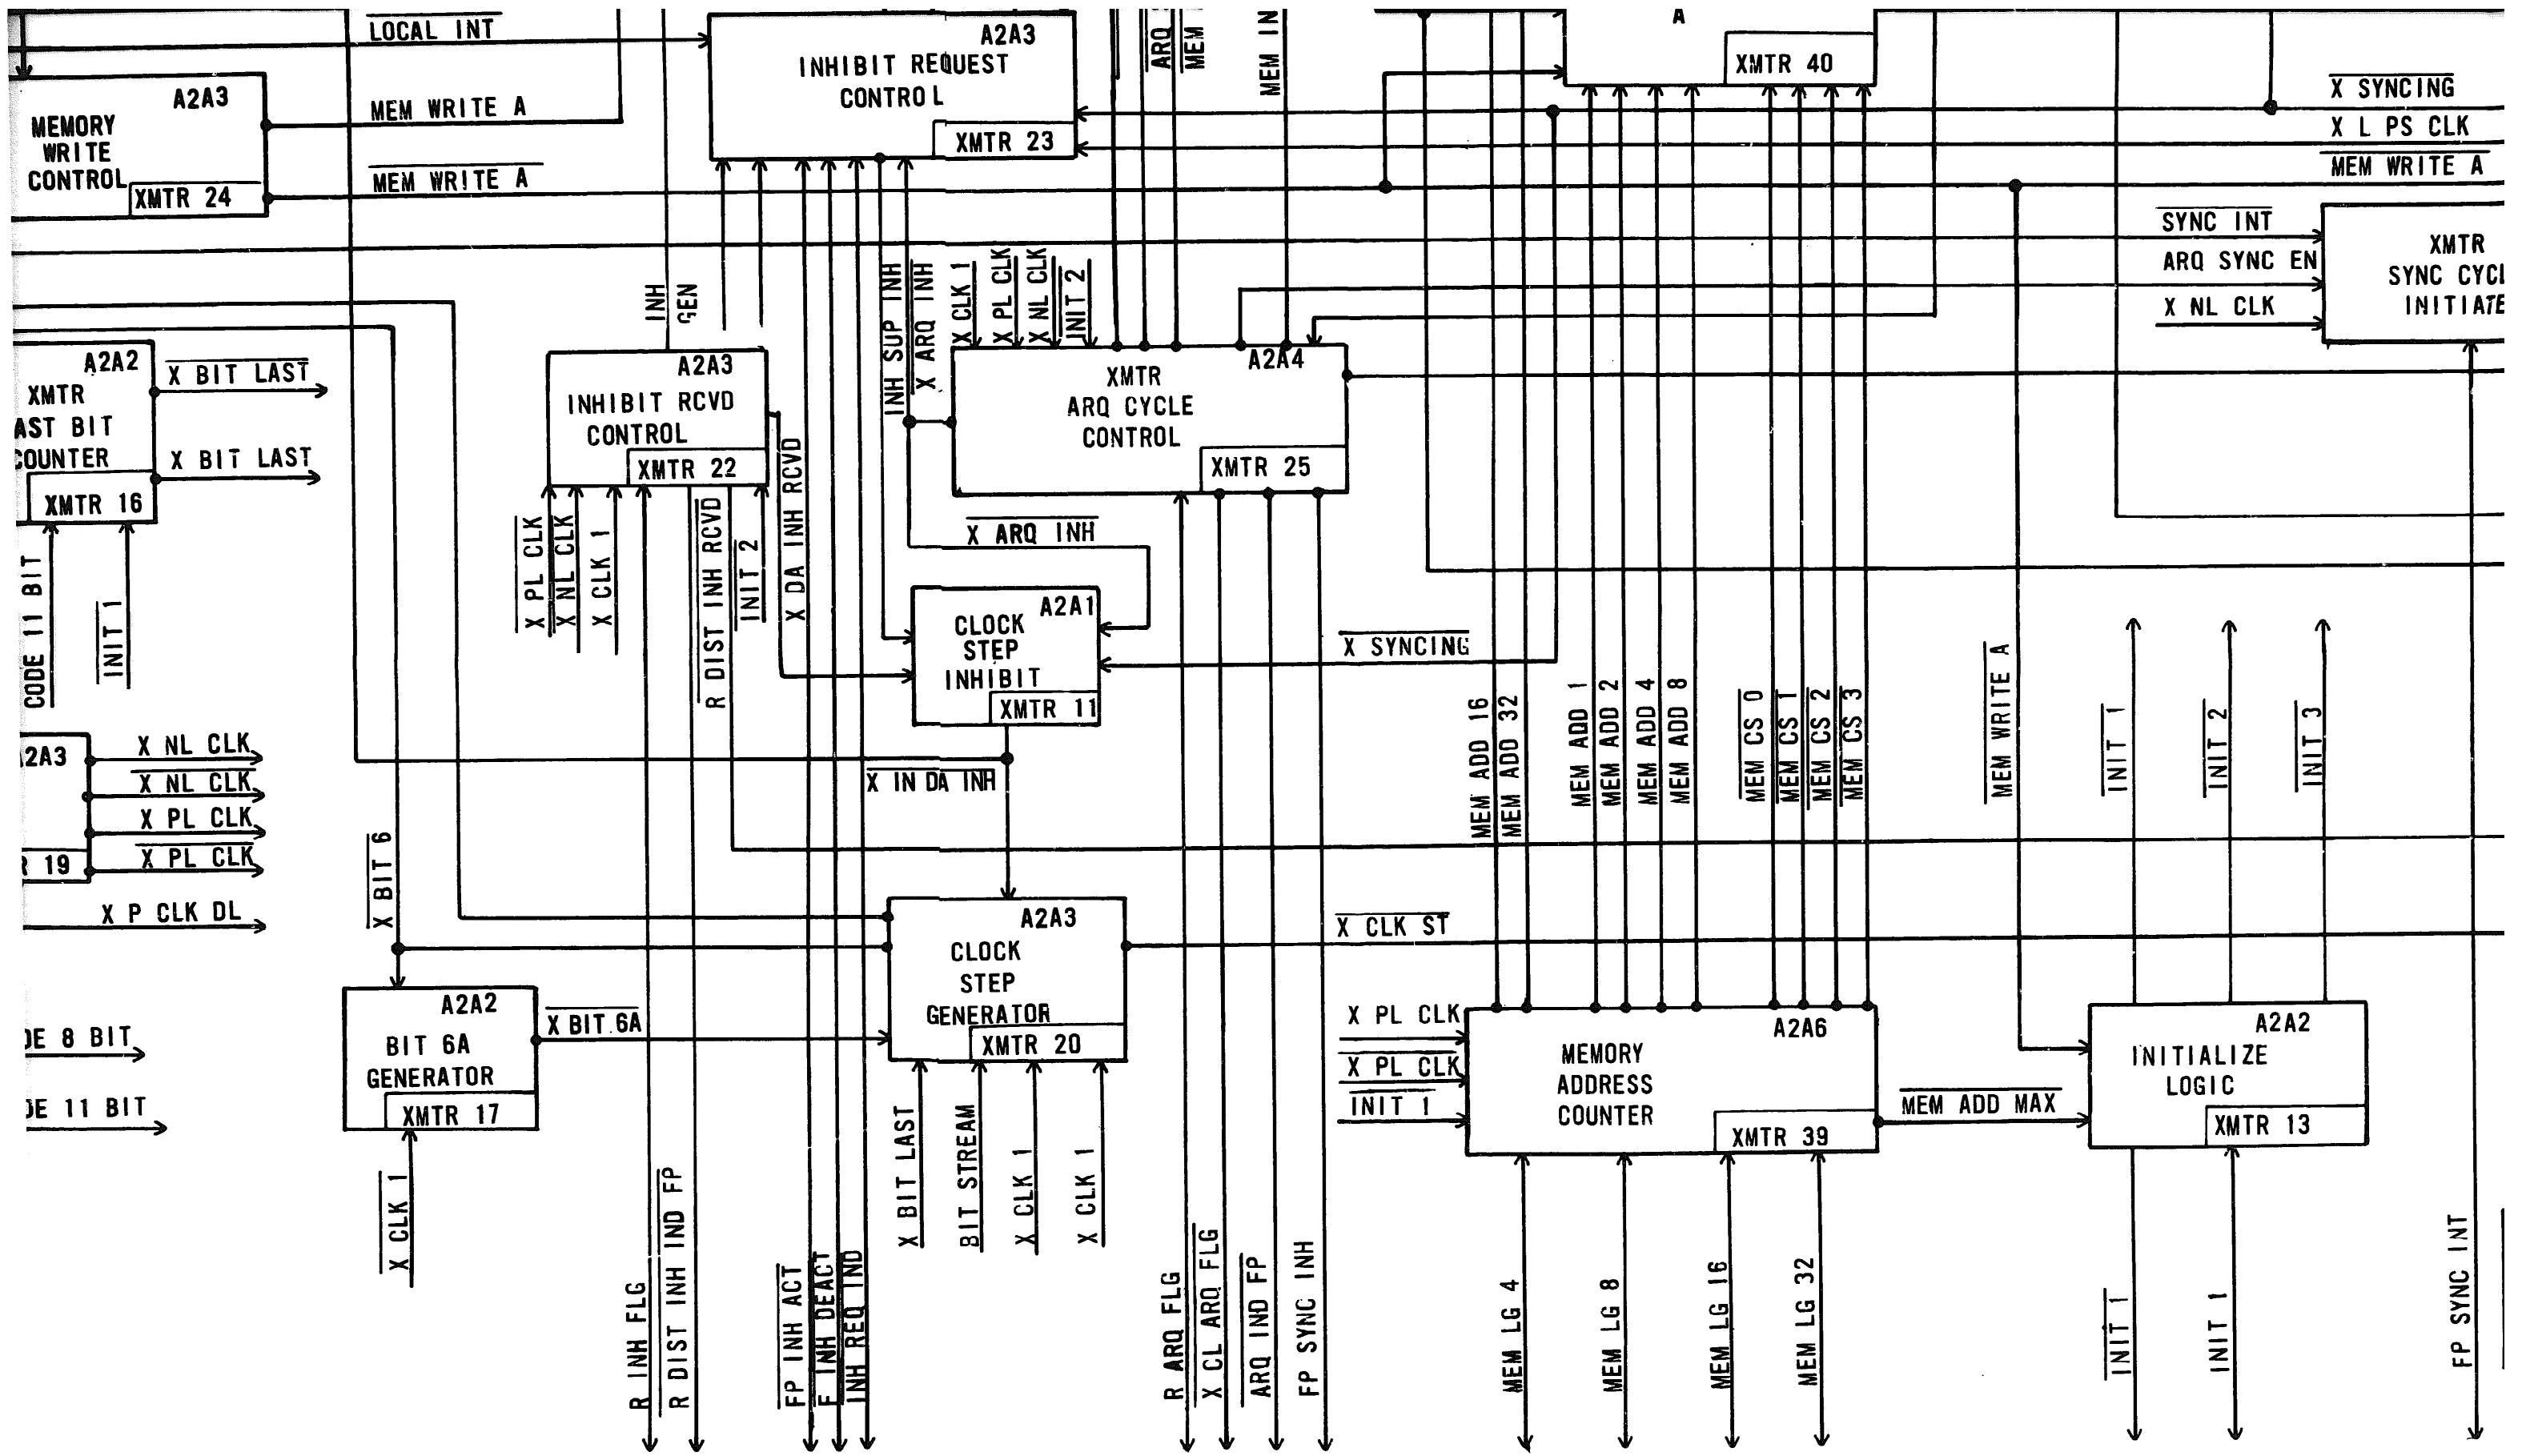 LOCAL INT
A2A3
INHIBIT REQUEST
CONTROL
XMTR 23
ARQ
MEM
MEM IN
A
XMTR 40
X SYNCING
X L PS CLK
MEM WRITE A
A2A3
MEMORY
WRITE
CONTROL
XMTR 24
MEM WRITE A
MEM WRITE A
SYNC INT
ARQ SYNC EN
X NL CLK
XMTR
SYNC CYCL
INITIATE
INH
GEN
INH SUP INH
X ARQ INH
X CLK 1
X PL CLK
X NL CLK
INIT 2
A2A2
XMTR
AST BIT
COUNTER
XMTR 16
X BIT LAST
X BIT LAST
A2A3
INHIBIT RCVD
CONTROL
XMTR 22
A2A4
XMTR
ARQ CYCLE
CONTROL
XMTR 25
CODE 11 BIT
INIT 1
X PL CLK
X NL CLK
X CLK 1
R DIST INH RCVD
INIT 2
X DA INH RCVD
X ARQ INH
A2A1
CLOCK
STEP
INHIBIT
XMTR 11
X SYNCING
A2A3
R 19
X NL CLK
X NL CLK
X PL CLK
X PL CLK
X P CLK DL
X BIT 6
X IN DA INH
MEM ADD 16
MEM ADD 32
MEM ADD 1
MEM ADD 2
MEM ADD 4
MEM ADD 8
MEM CS 0
MEM CS 1
MEM CS 2
MEM CS 3
MEM WRITE A
INIT 1
INIT 2
INIT 3
A2A3
CLOCK
STEP
GENERATOR
XMTR 20
X CLK ST
DE 8 BIT
DE 11 BIT
A2A2
BIT 6A
GENERATOR
XMTR 17
X BIT 6A
X PL CLK
X PL CLK
INIT 1
A2A6
MEMORY
ADDRESS
COUNTER
XMTR 39
MEM ADD MAX
A2A2
INITIALIZE
LOGIC
XMTR 13
X CLK 1
R INH FLG
R DIST INH IND FP
FP INH ACT
F INH DEACT
INH REQ IND
X BIT LAST
BIT STREAM
X CLK 1
X CLK 1
R ARQ FLG
X CL ARQ FLG
ARQ IND FP
FP SYNC INH
MEM LG 4
MEM LG 8
MEM LG 16
MEM LG 32
INIT 1
INIT 1
FP SYNC INT